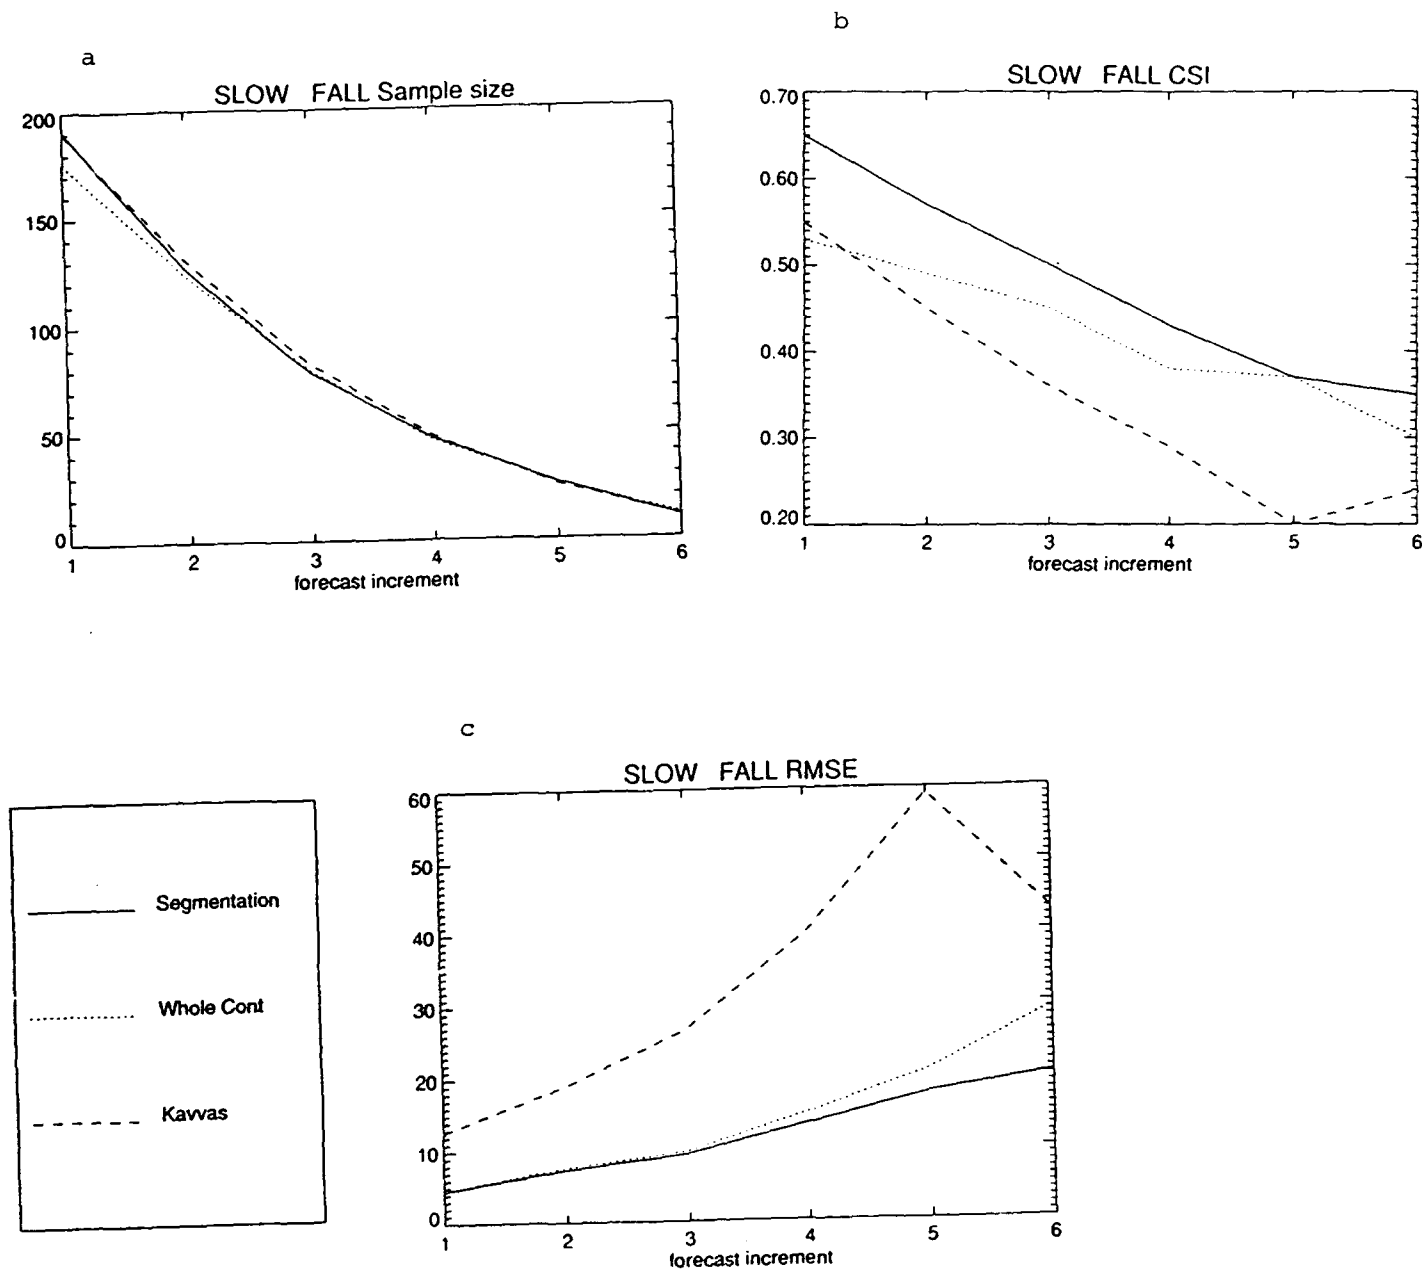 a
SLOW FALL Sample size
200
150
100
50
0
1 2 3 4 5 6
forecast increment
b
SLOW FALL CSI
0.70
0.60
0.50
0.40
0.30
0.20
1 2 3 4 5 6
forecast increment
c
SLOW FALL RMSE
60
50
40
30
20
10
0
1 2 3 4 5 6
forecast increment
Segmentation
Whole Cont
Kavvas